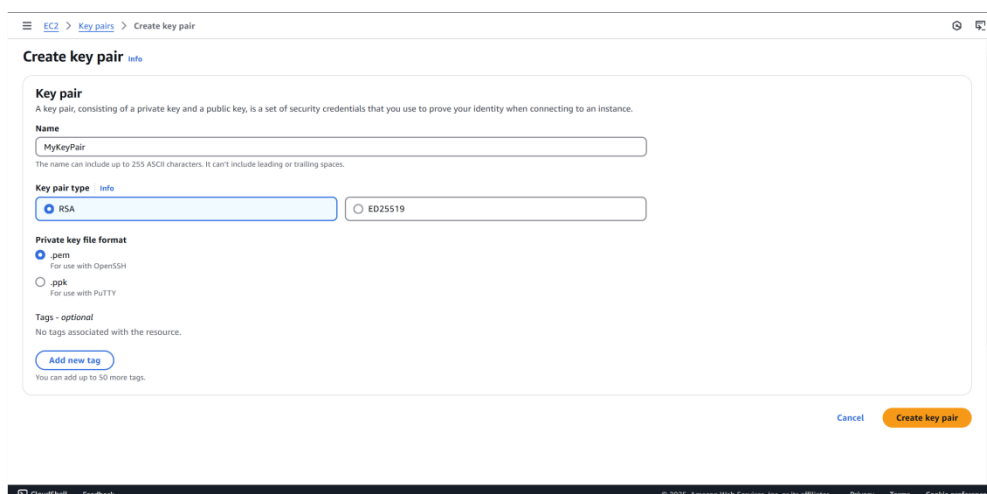 EC2 > Key pairs > Create key pair
Create key pair Info
Key pair
A key pair, consisting of a private key and a public key, is a set of security credentials that you use to prove your identity when connecting to an instance.
Name
MyKeyPair
The name can include up to 255 ASCII characters. It can't include leading or trailing spaces.
Key pair type Info
RSA ED25519
Private key file format
.pem
For use with OpenSSH
.ppk
For use with PuTTY
Tags - optional
No tags associated with the resource.
Add new tag
You can add up to 50 more tags.
Cancel Create key pair
CloudShell Feedback Privacy Terms